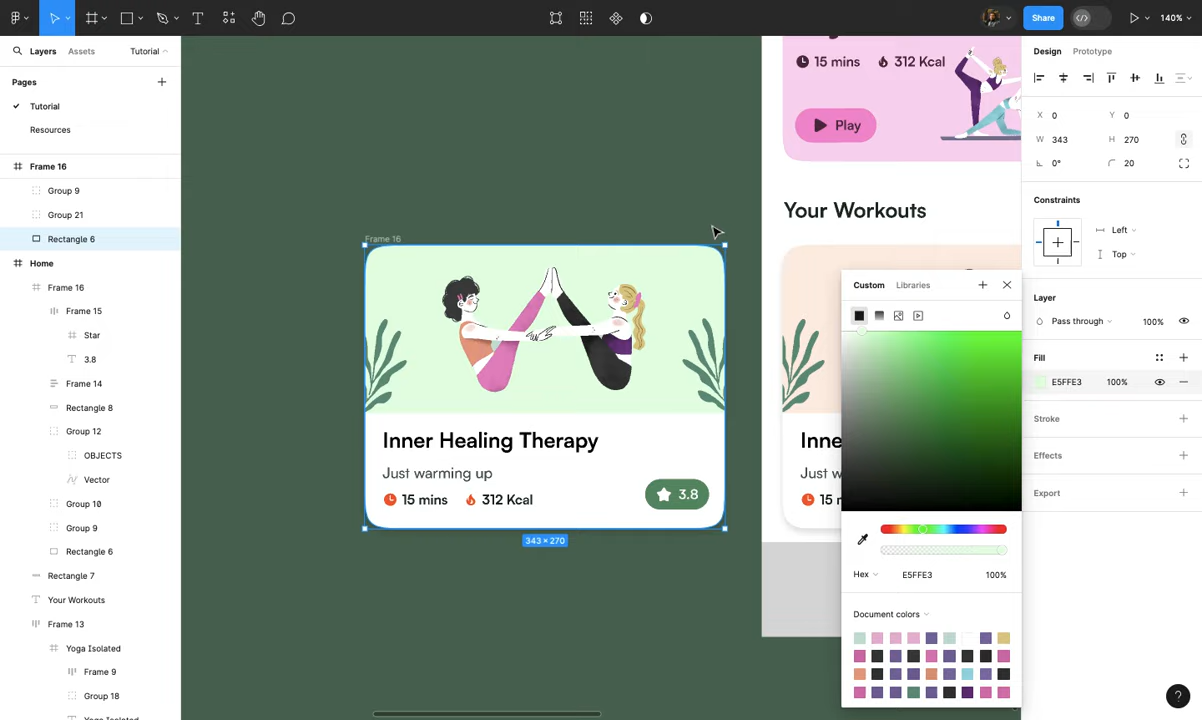 Share
140%
Layers
Assets
Tutorial
Pages
Tutorial
Resources
Frame 16
Group 9
Group 21
Rectangle 6
Home
Frame 16
Frame 15
Star
3.8
Frame 14
Rectangle 8
Group 12
OBJECTS
Vector
Group 10
Group 9
Rectangle 6
Rectangle 7
Your Workouts
Frame 13
Yoga Isolated
Frame 9
Group 18
Yoga Isolated
Frame 16
Inner Healing Therapy
Just warming up
15 mins
312 Kcal
3.8
343 × 270
15 mins
312 Kcal
Play
Your Workouts
Inne
Just w
15 m
Custom
Libraries
Hex
E5FFE3
100%
Document colors
Design
Prototype
X 0
Y 0
W 343
H 270
0°
20
Constraints
Left
Top
Layer
Pass through
100%
Fill
E5FFE3
100%
Stroke
Effects
Export
?